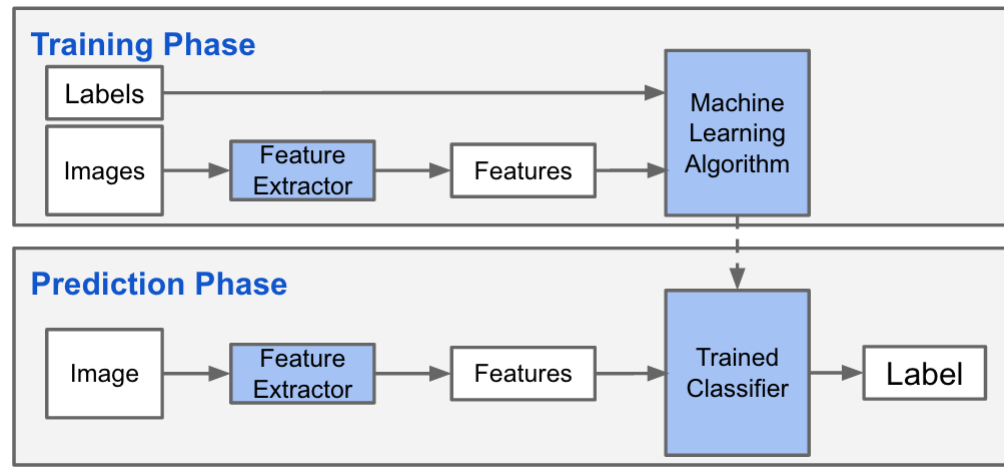 Training Phase
Labels
Images
Feature
Extractor
Features
Machine
Learning
Algorithm
Prediction Phase
Image
Feature
Extractor
Features
Trained
Classifier
Label